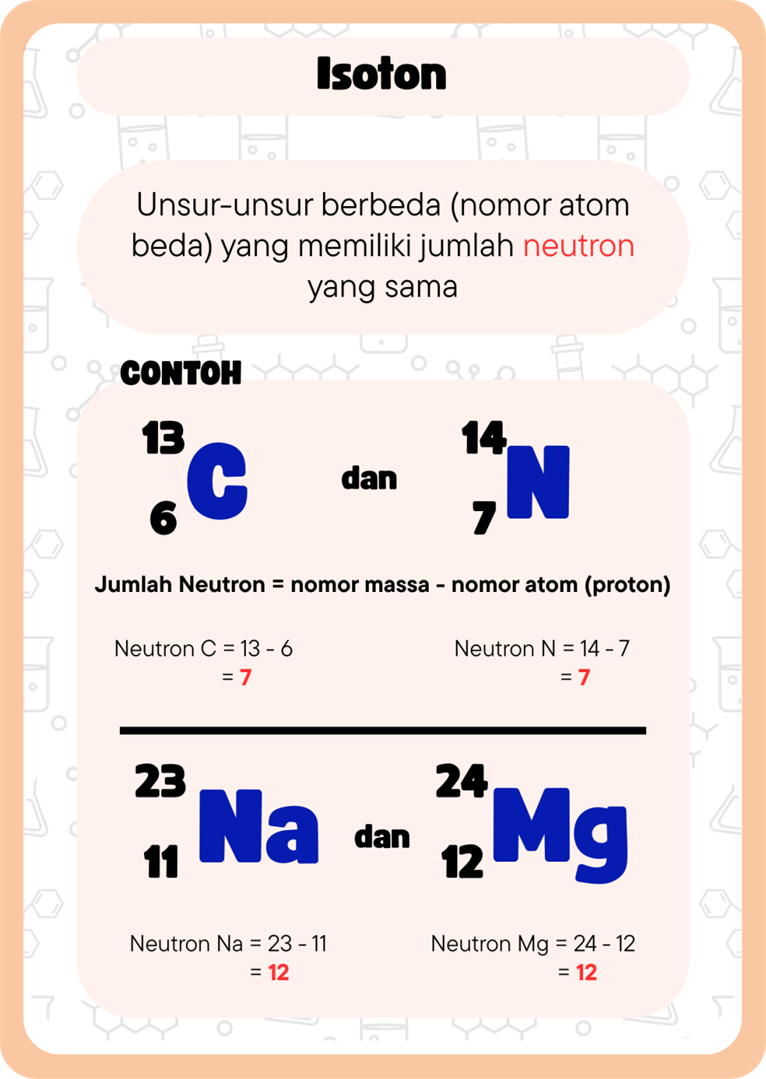 Isoton
Unsur-unsur berbeda (nomor atom
beda) yang memiliki jumlah neutron
yang sama
CONTOH
13 14
C dan N
6 7
Jumlah Neutron = nomor massa - nomor atom (proton)
Neutron C = 13 - 6 Neutron N = 14 - 7
= 7 = 7
23 24
Na dan Mg
11 12
Neutron Na = 23 - 11 Neutron Mg = 24 - 12
= 12 = 12